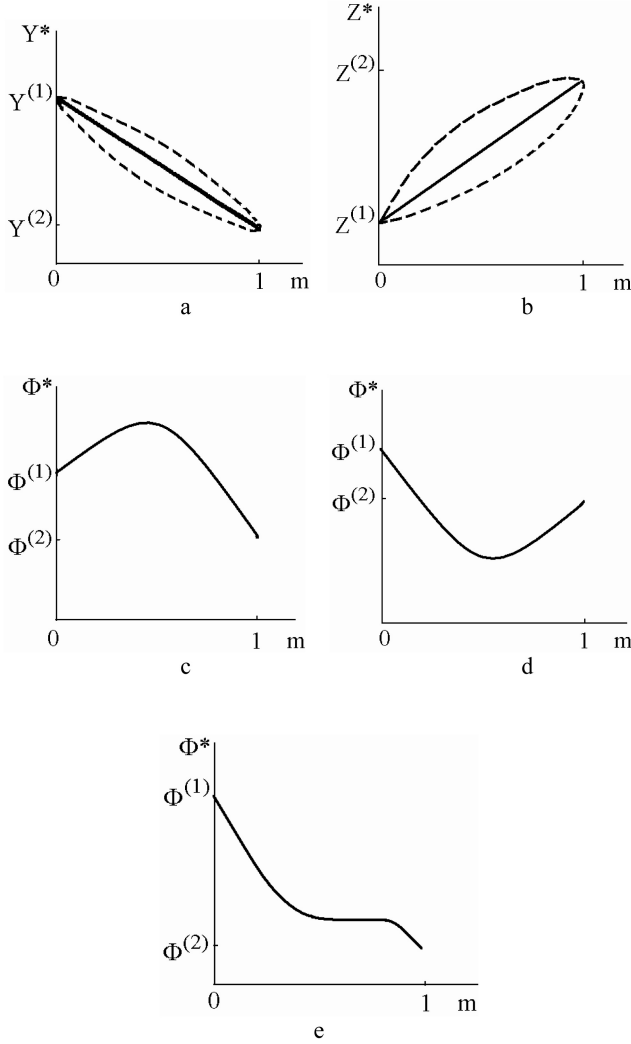 Y*
Y(1)
Y(2)
0 1 m
a
Z*
Z(2)
Z(1)
0 1 m
b
Φ*
Φ(1)
Φ(2)
0 1 m
c
Φ*
Φ(1)
Φ(2)
0 1 m
d
Φ*
Φ(1)
Φ(2)
0 1 m
e